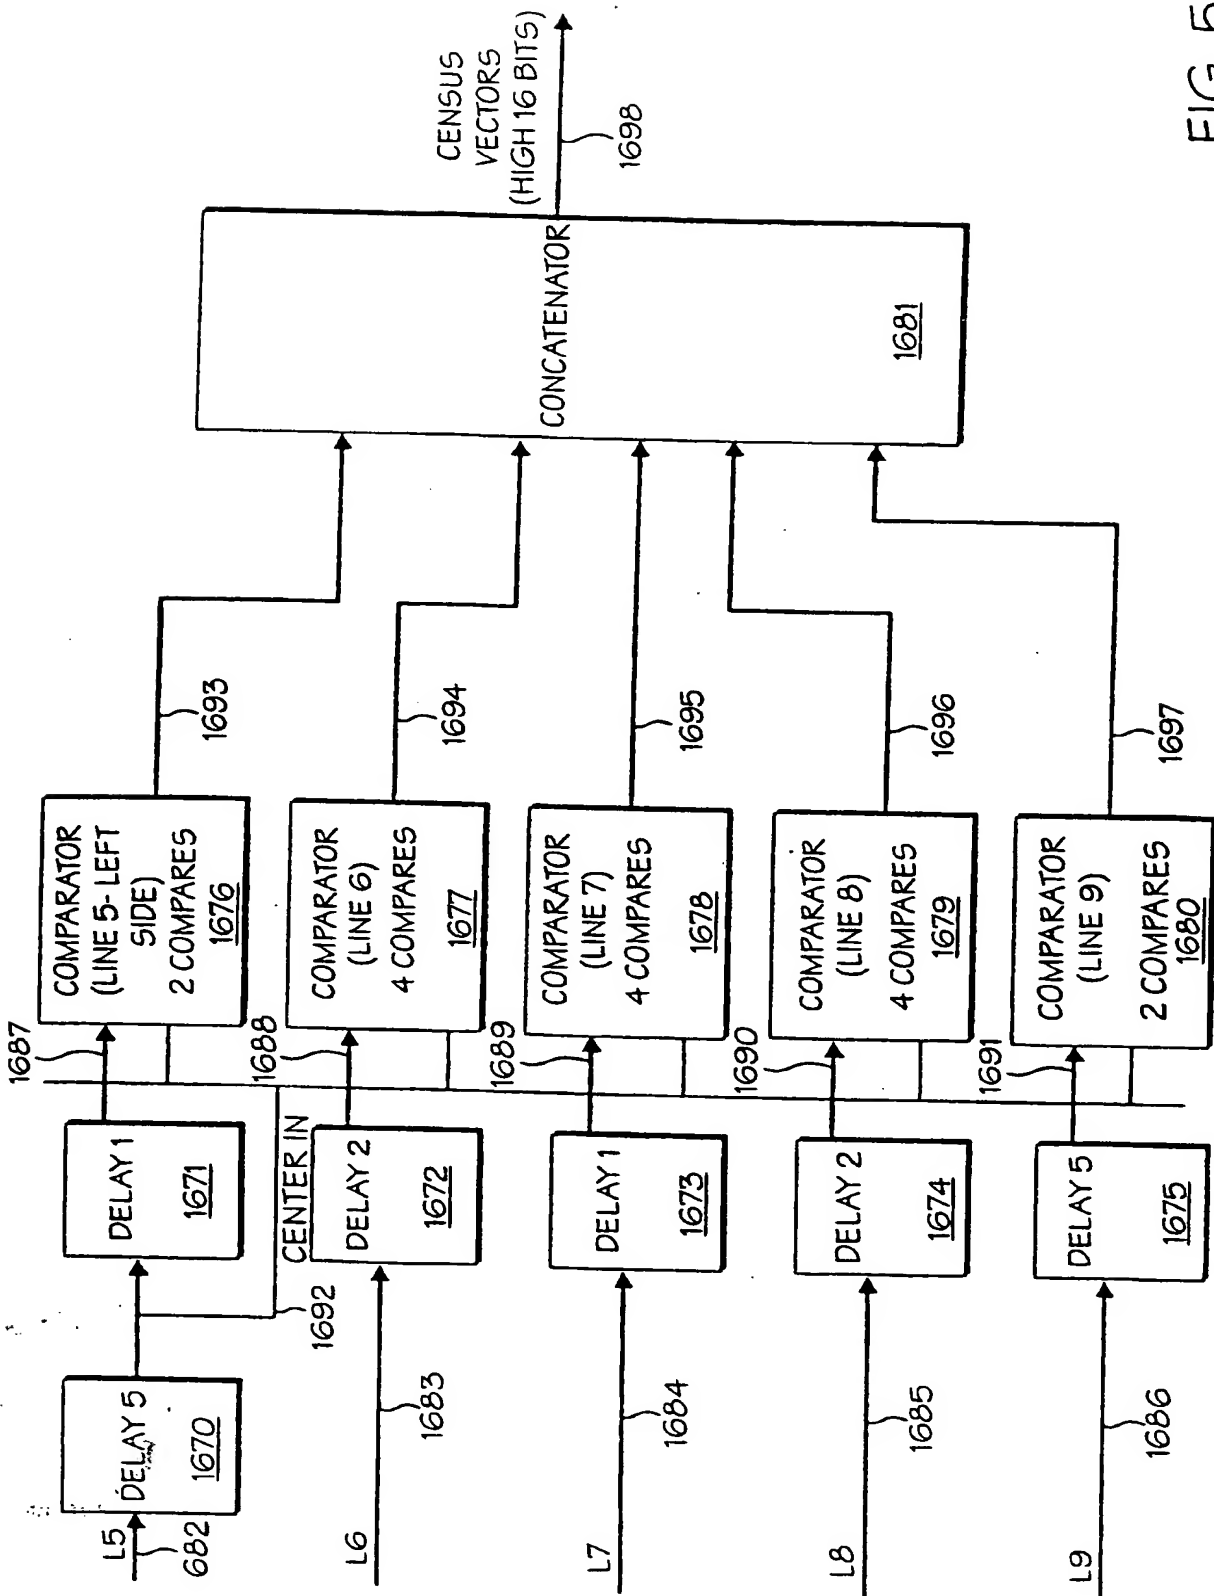 L5
682
DELAY 5
1670
DELAY 1
1671
1687
COMPARATOR
(LINE 5-LEFT
SIDE)
2 COMPARES
1676
1693
CENTER IN
1692
L6
1683
DELAY 2
1672
1688
COMPARATOR
(LINE 6)
4 COMPARES
1677
1694
L7
1684
DELAY 1
1673
1689
COMPARATOR
(LINE 7)
4 COMPARES
1678
1695
L8
1685
DELAY 2
1674
1690
COMPARATOR
(LINE 8)
4 COMPARES
1679
1696
L9
1686
DELAY 5
1675
1691
COMPARATOR
(LINE 9)
2 COMPARES
1680
1697
CONCATENATOR
1681
CENSUS
VECTORS
(HIGH 16 BITS)
1698
FIG. 5